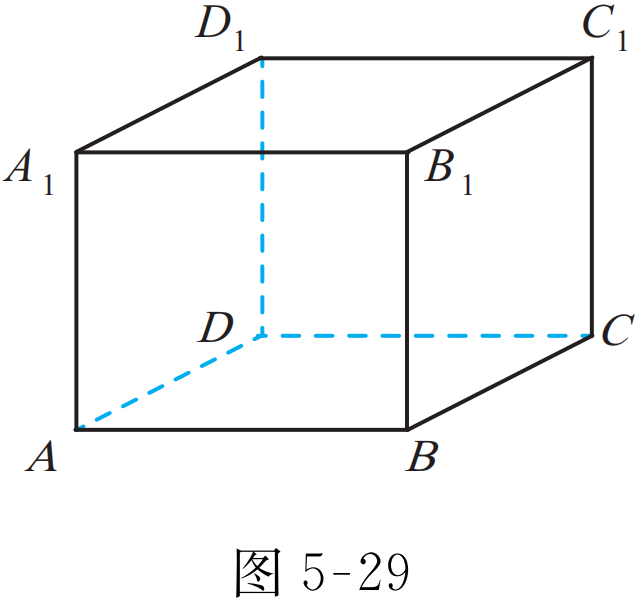 D₁ C₁
A₁ B₁
D C
A B
图 5-29